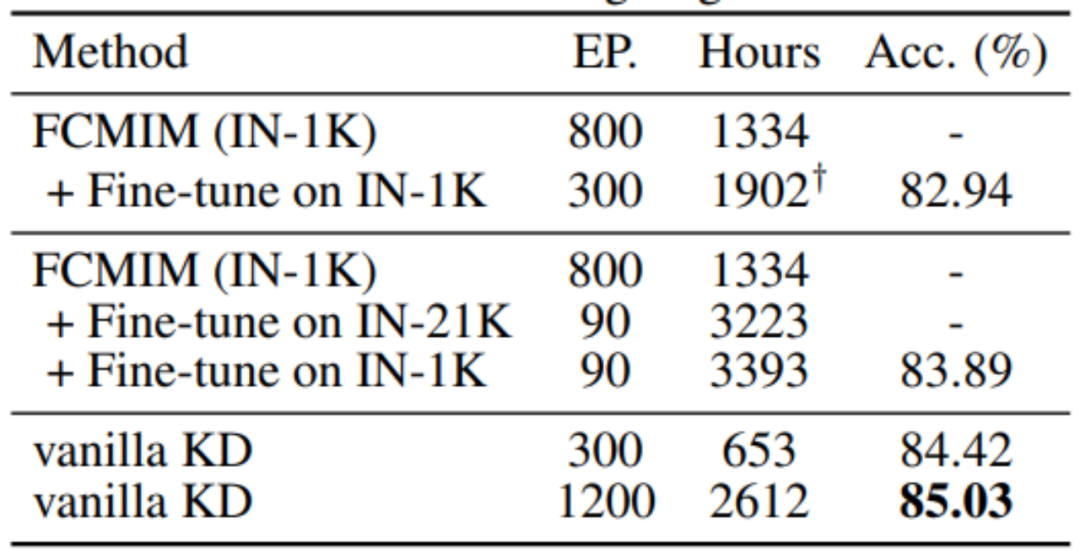 Method EP. Hours Acc. (%)
FCMIM (IN-1K) 800 1334 -
+ Fine-tune on IN-1K 300 1902† 82.94
FCMIM (IN-1K) 800 1334 -
+ Fine-tune on IN-21K 90 3223 -
+ Fine-tune on IN-1K 90 3393 83.89
vanilla KD 300 653 84.42
vanilla KD 1200 2612 85.03